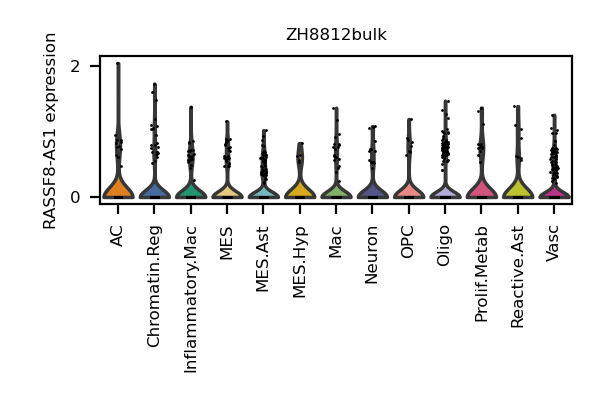 ZH8812bulk
RASSF8-AS1 expression
2
0
AC
Chromatin.Reg
Inflammatory.Mac
MES
MES.Ast
MES.Hyp
Mac
Neuron
OPC
Oligo
Prolif.Metab
Reactive.Ast
Vasc